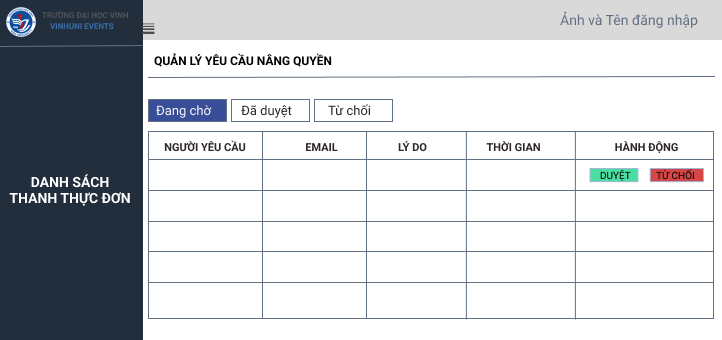 TRƯỜNG ĐẠI HỌC VINH
VINHUNI EVENTS
Ảnh và Tên đăng nhập
QUẢN LÝ YÊU CẦU NÂNG QUYỀN
Đang chờ
Đã duyệt
Từ chối
NGƯỜI YÊU CẦU
EMAIL
LÝ DO
THỜI GIAN
HÀNH ĐỘNG
DUYỆT
TỪ CHỐI
DANH SÁCH
THANH THỰC ĐƠN